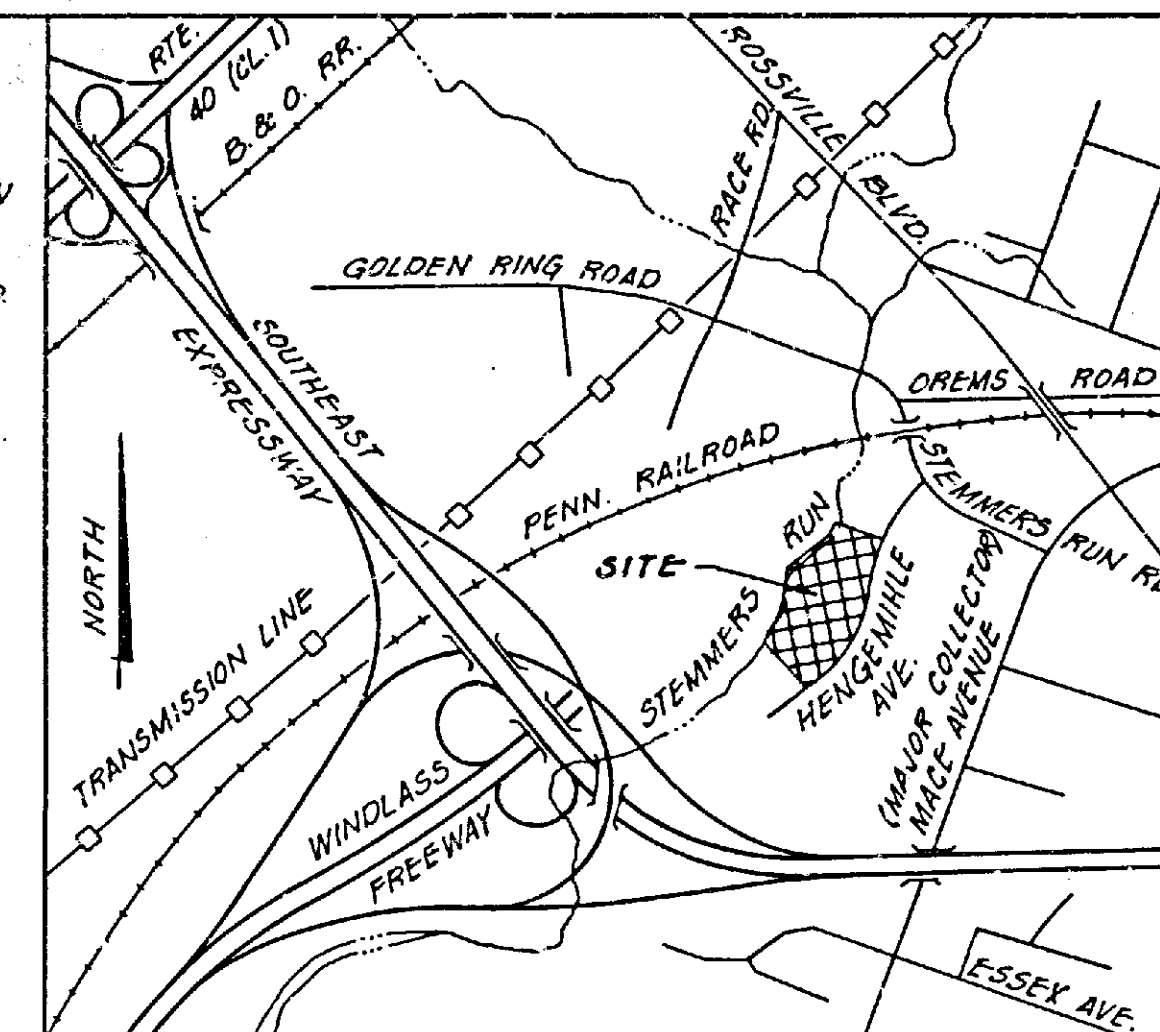 RTE.
40 (CL. I)
B. & O. RR.
ROSSVILLE
BLVD.
RACE RD.
GOLDEN RING ROAD
SOUTHEAST
EXPRESSWAY
OREMS ROAD
PENN. RAILROAD
STEMMERS RUN
STEMMERS RUN
SITE
NORTH
HENGEMIHLE
AVE.
(MAJOR COLLECTOR)
MACE AVENUE
TRANSMISSION LINE
WINDLASS
FREEWAY
ESSEX AVE.